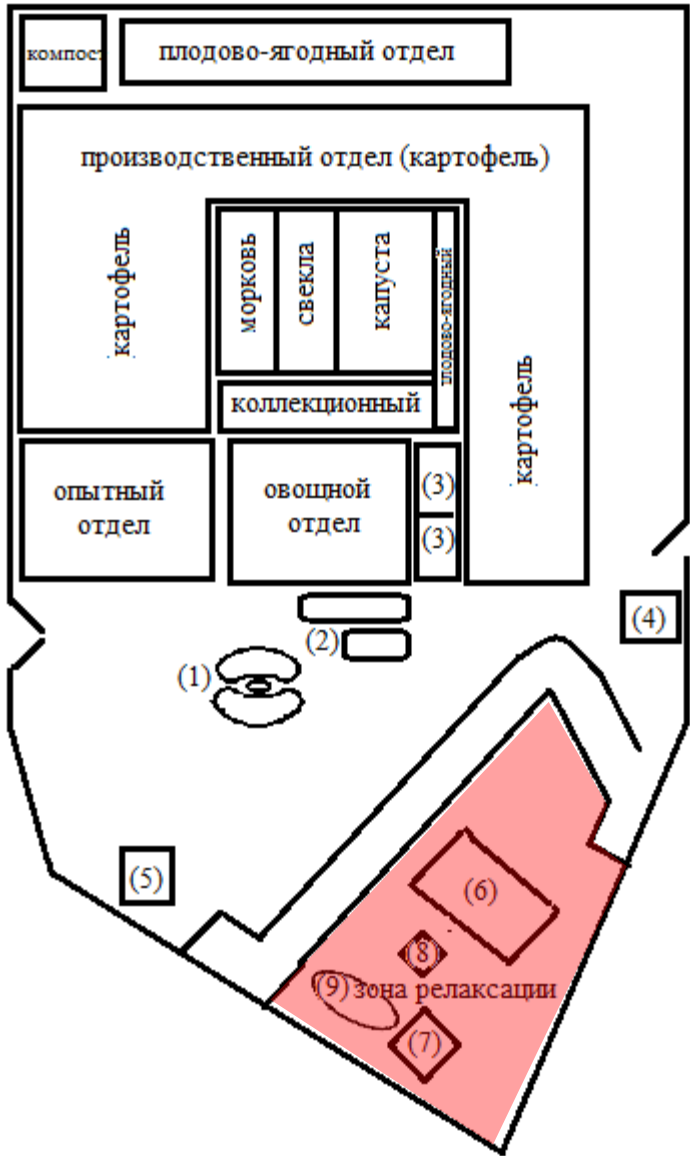 компост
плодово-ягодный отдел
производственный отдел (картофель)
картофель
морковь
свекла
капуста
плодово-ягодный
коллекционный
картофель
опытный
отдел
овощной
отдел
(3)
(3)
(4)
(2)
(1)
(5)
(6)
(8)
(9) зона релаксации
(7)